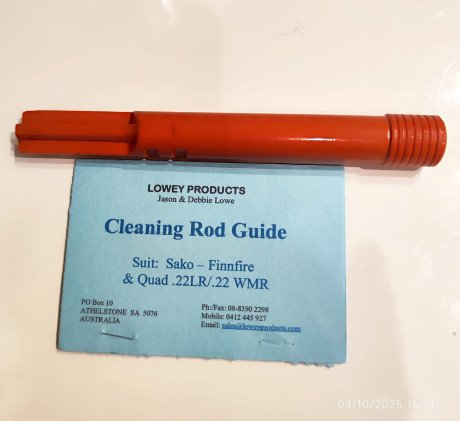 LOWEY PRODUCTS
Jason & Debbie Lowe
Cleaning Rod Guide
Suit: Sako – Finnfire
& Quad .22LR/.22 WMR
PO Box 10
ATHELSTONE SA 5076
AUSTRALIA
Ph:/Fax: 08-8390 2298
Mobile: 0412 445 927
Email: sales@loweyproducts.com
04/10/2025 16:31